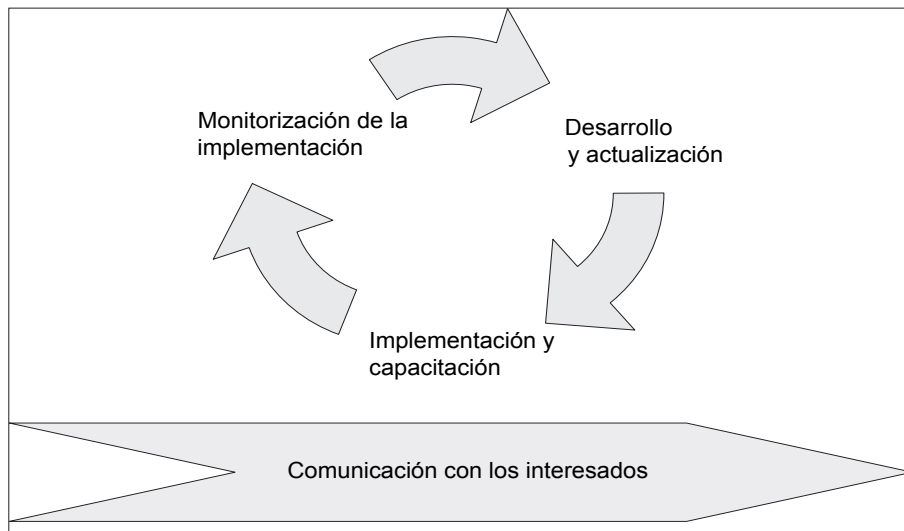 Monitorización de la
implementación
Desarrollo
y actualización
Implementación y
capacitación
Comunicación con los interesados